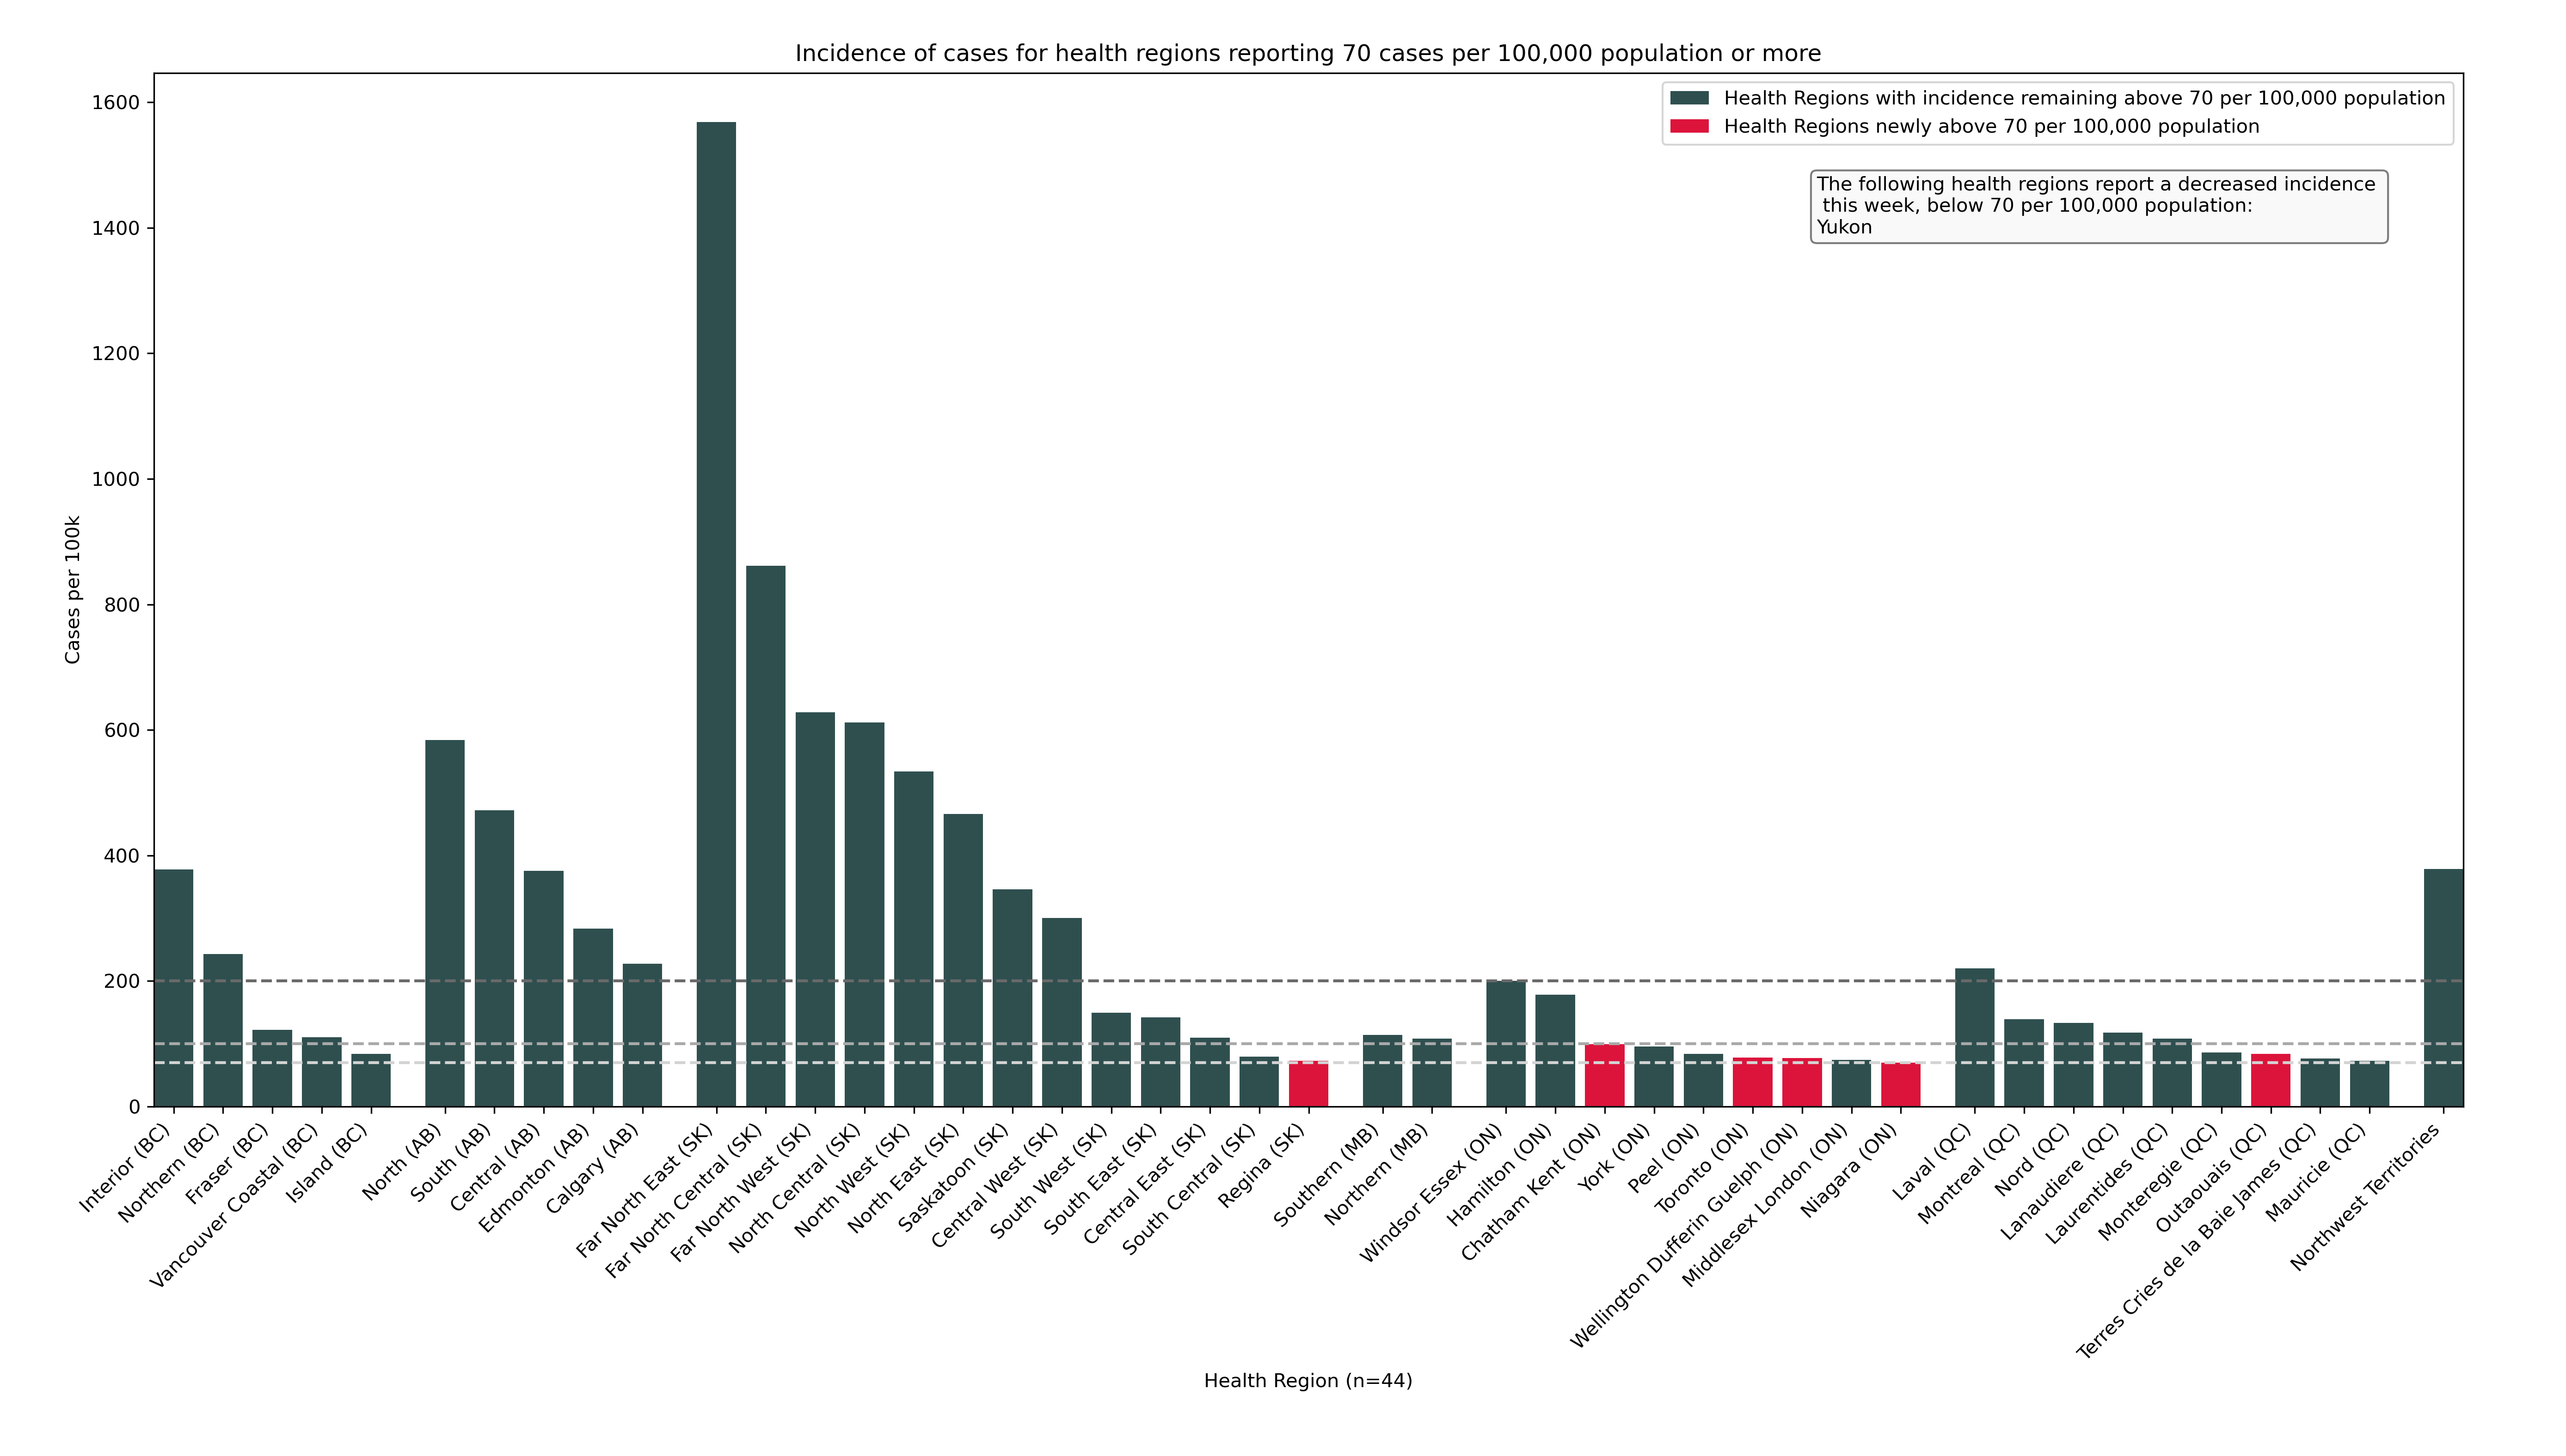 Incidence of cases for health regions reporting 70 cases per 100,000 population or more
Health Regions with incidence remaining above 70 per 100,000 population
Health Regions newly above 70 per 100,000 population
The following health regions report a decreased incidence
this week, below 70 per 100,000 population:
Yukon
Cases per 100k
1600
1400
1200
1000
800
600
400
200
0
Interior (BC)
Northern (BC)
Fraser (BC)
Vancouver Coastal (BC)
Island (BC)
North (AB)
South (AB)
Central (AB)
Edmonton (AB)
Calgary (AB)
Far North East (SK)
Far North Central (SK)
Far North West (SK)
North Central (SK)
North West (SK)
North East (SK)
Saskatoon (SK)
Central West (SK)
South West (SK)
South East (SK)
Central East (SK)
South Central (SK)
Regina (SK)
Southern (MB)
Northern (MB)
Windsor Essex (ON)
Hamilton (ON)
Chatham Kent (ON)
York (ON)
Peel (ON)
Toronto (ON)
Wellington Dufferin Guelph (ON)
Middlesex London (ON)
Niagara (ON)
Laval (QC)
Montreal (QC)
Nord (QC)
Lanaudiere (QC)
Laurentides (QC)
Monteregie (QC)
Outaouais (QC)
Terres Cries de la Baie James (QC)
Mauricie (QC)
Northwest Territories
Health Region (n=44)